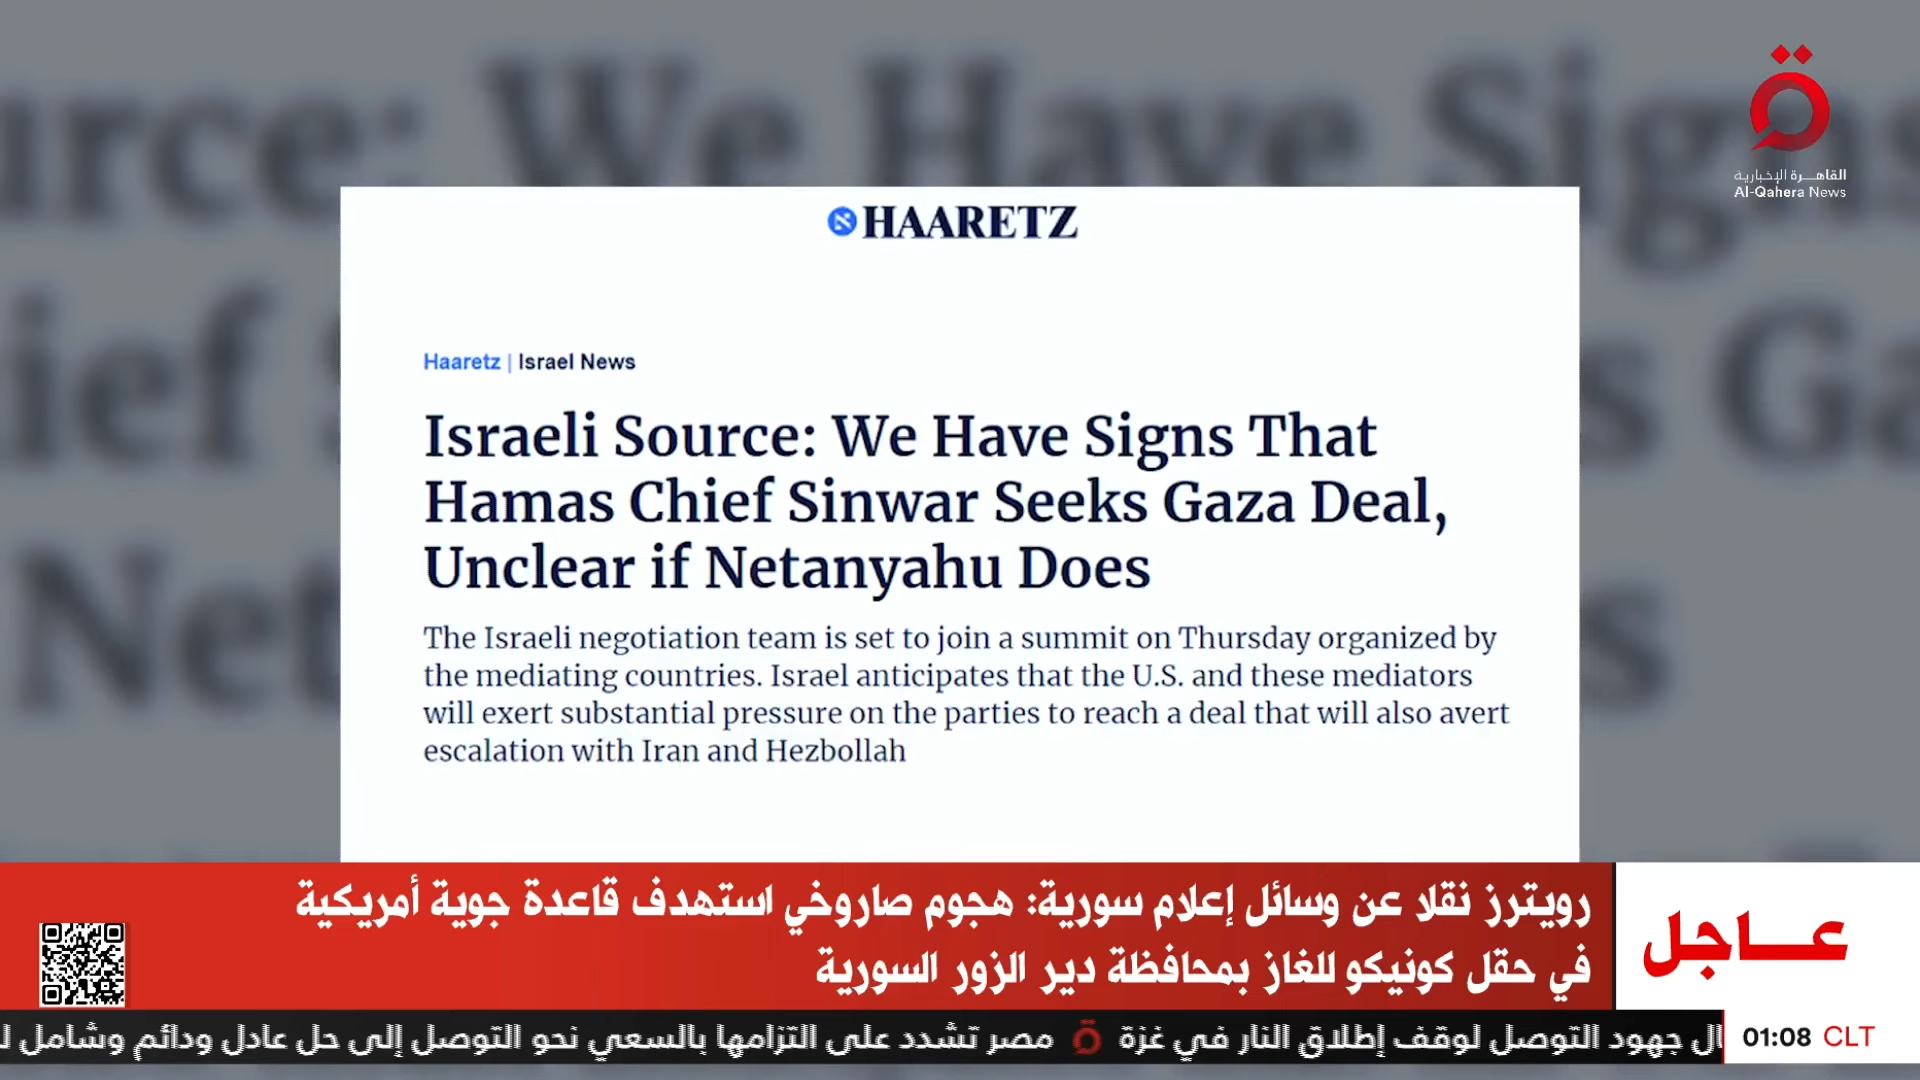 القاهرة الإخبارية
Al-Qahera News
HAARETZ
Haaretz | Israel News
Israeli Source: We Have Signs That
Hamas Chief Sinwar Seeks Gaza Deal,
Unclear if Netanyahu Does
The Israeli negotiation team is set to join a summit on Thursday organized by
the mediating countries. Israel anticipates that the U.S. and these mediators
will exert substantial pressure on the parties to reach a deal that will also avert
escalation with Iran and Hezbollah
عاجل
رويترز نقلا عن وسائل إعلام سورية: هجوم صاروخي استهدف قاعدة جوية أمريكية
في حقل كونيكو للغاز بمحافظة دير الزور السورية
جهود التوصل لوقف إطلاق النار في غزة مصر تشدد على التزامها بالسعي نحو التوصل إلى حل عادل ودائم وشامل
01:08 CLT